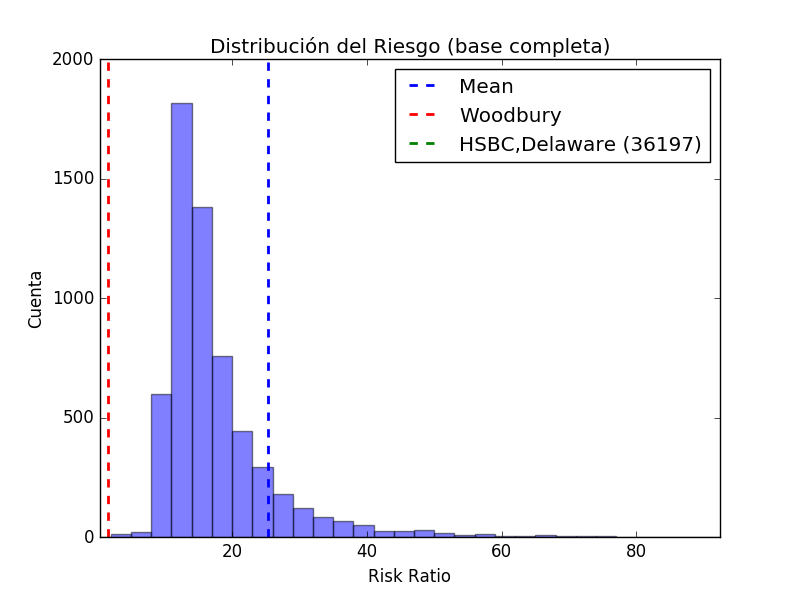 Distribución del Riesgo (base completa)
Mean
Woodbury
HSBC,Delaware (36197)
2000
1500
1000
500
0
Cuenta
20 40 60 80
Risk Ratio